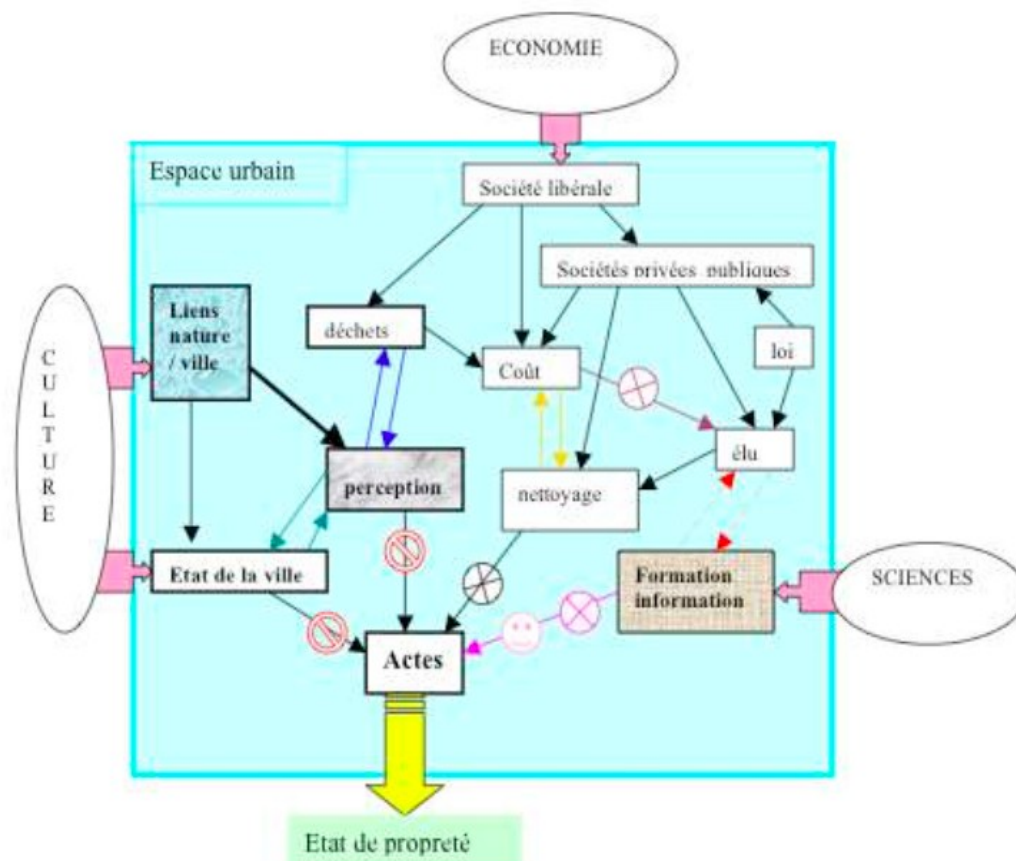 ECONOMIE
Espace urbain
Société libérale
Sociétés privées publiques
Liens
nature
/ ville
déchets
loi
Coût
CULTURE
élu
perception
nettoyage
Etat de la ville
Formation
information
SCIENCES
Actes
Etat de propreté